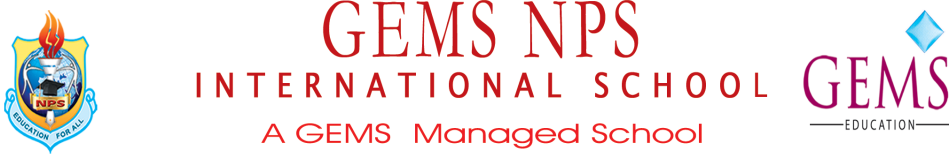 NPS
EDUCATION FOR ALL
GEMS NPS
INTERNATIONAL SCHOOL
A GEMS Managed School
GEMS
EDUCATION